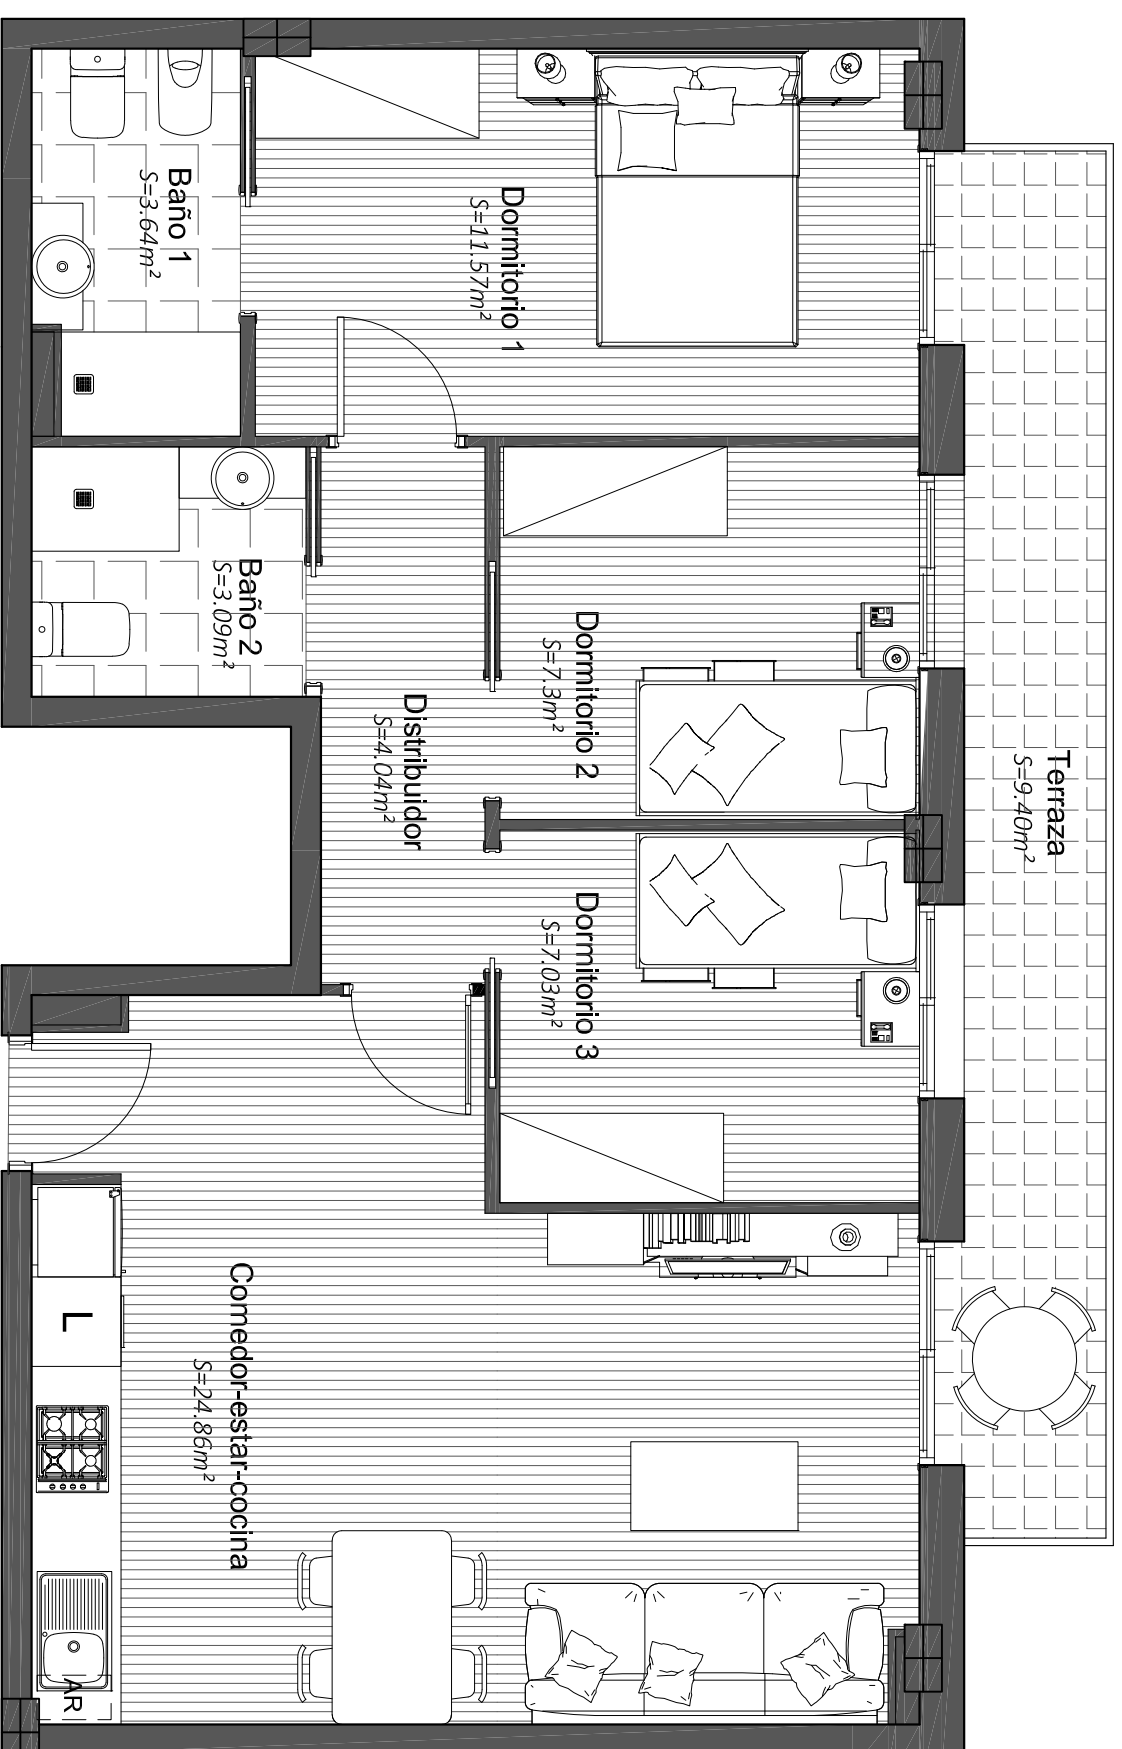 Baño 1
S=3.64m²
Dormitorio 1
S=11.57m²
Baño 2
S=3.09m²
Dormitorio 2
S=7.3m²
Distribuidor
S=4.04m²
Terraza
S=9.40m²
Dormitorio 3
S=7.03m²
Comedor-estar-cocina
S=24.86m²
L
AR